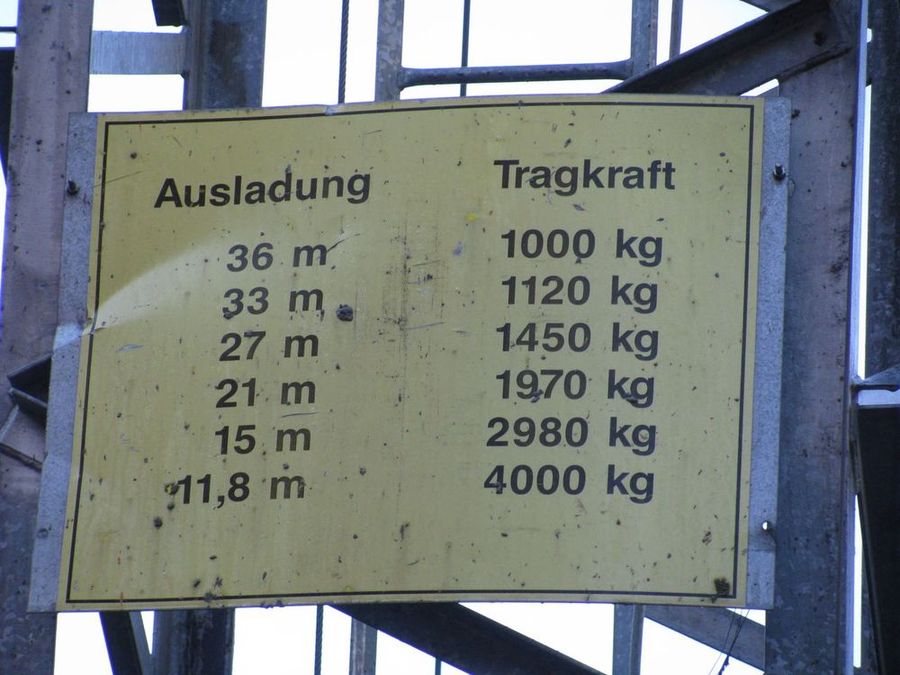 Ausladung Tragkraft
36 m 1000 kg
33 m 1120 kg
27 m 1450 kg
21 m 1970 kg
15 m 2980 kg
11,8 m 4000 kg